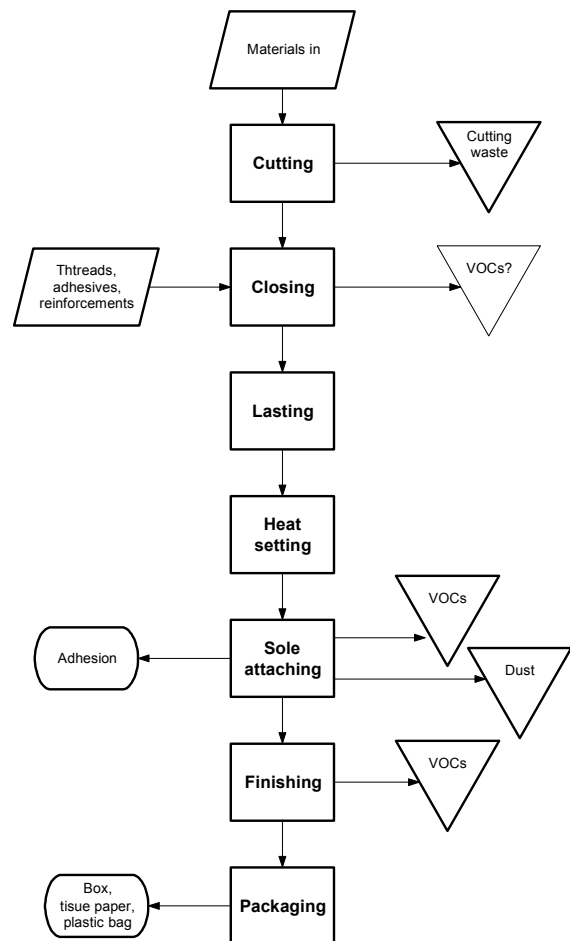 Materials in
Cutting
Cutting
waste
Thtreads,
adhesives,
reinforcements
Closing
VOCs?
Lasting
Heat
setting
VOCs
Adhesion
Sole
attaching
Dust
Finishing
VOCs
Box,
tissue paper,
plastic bag
Packaging